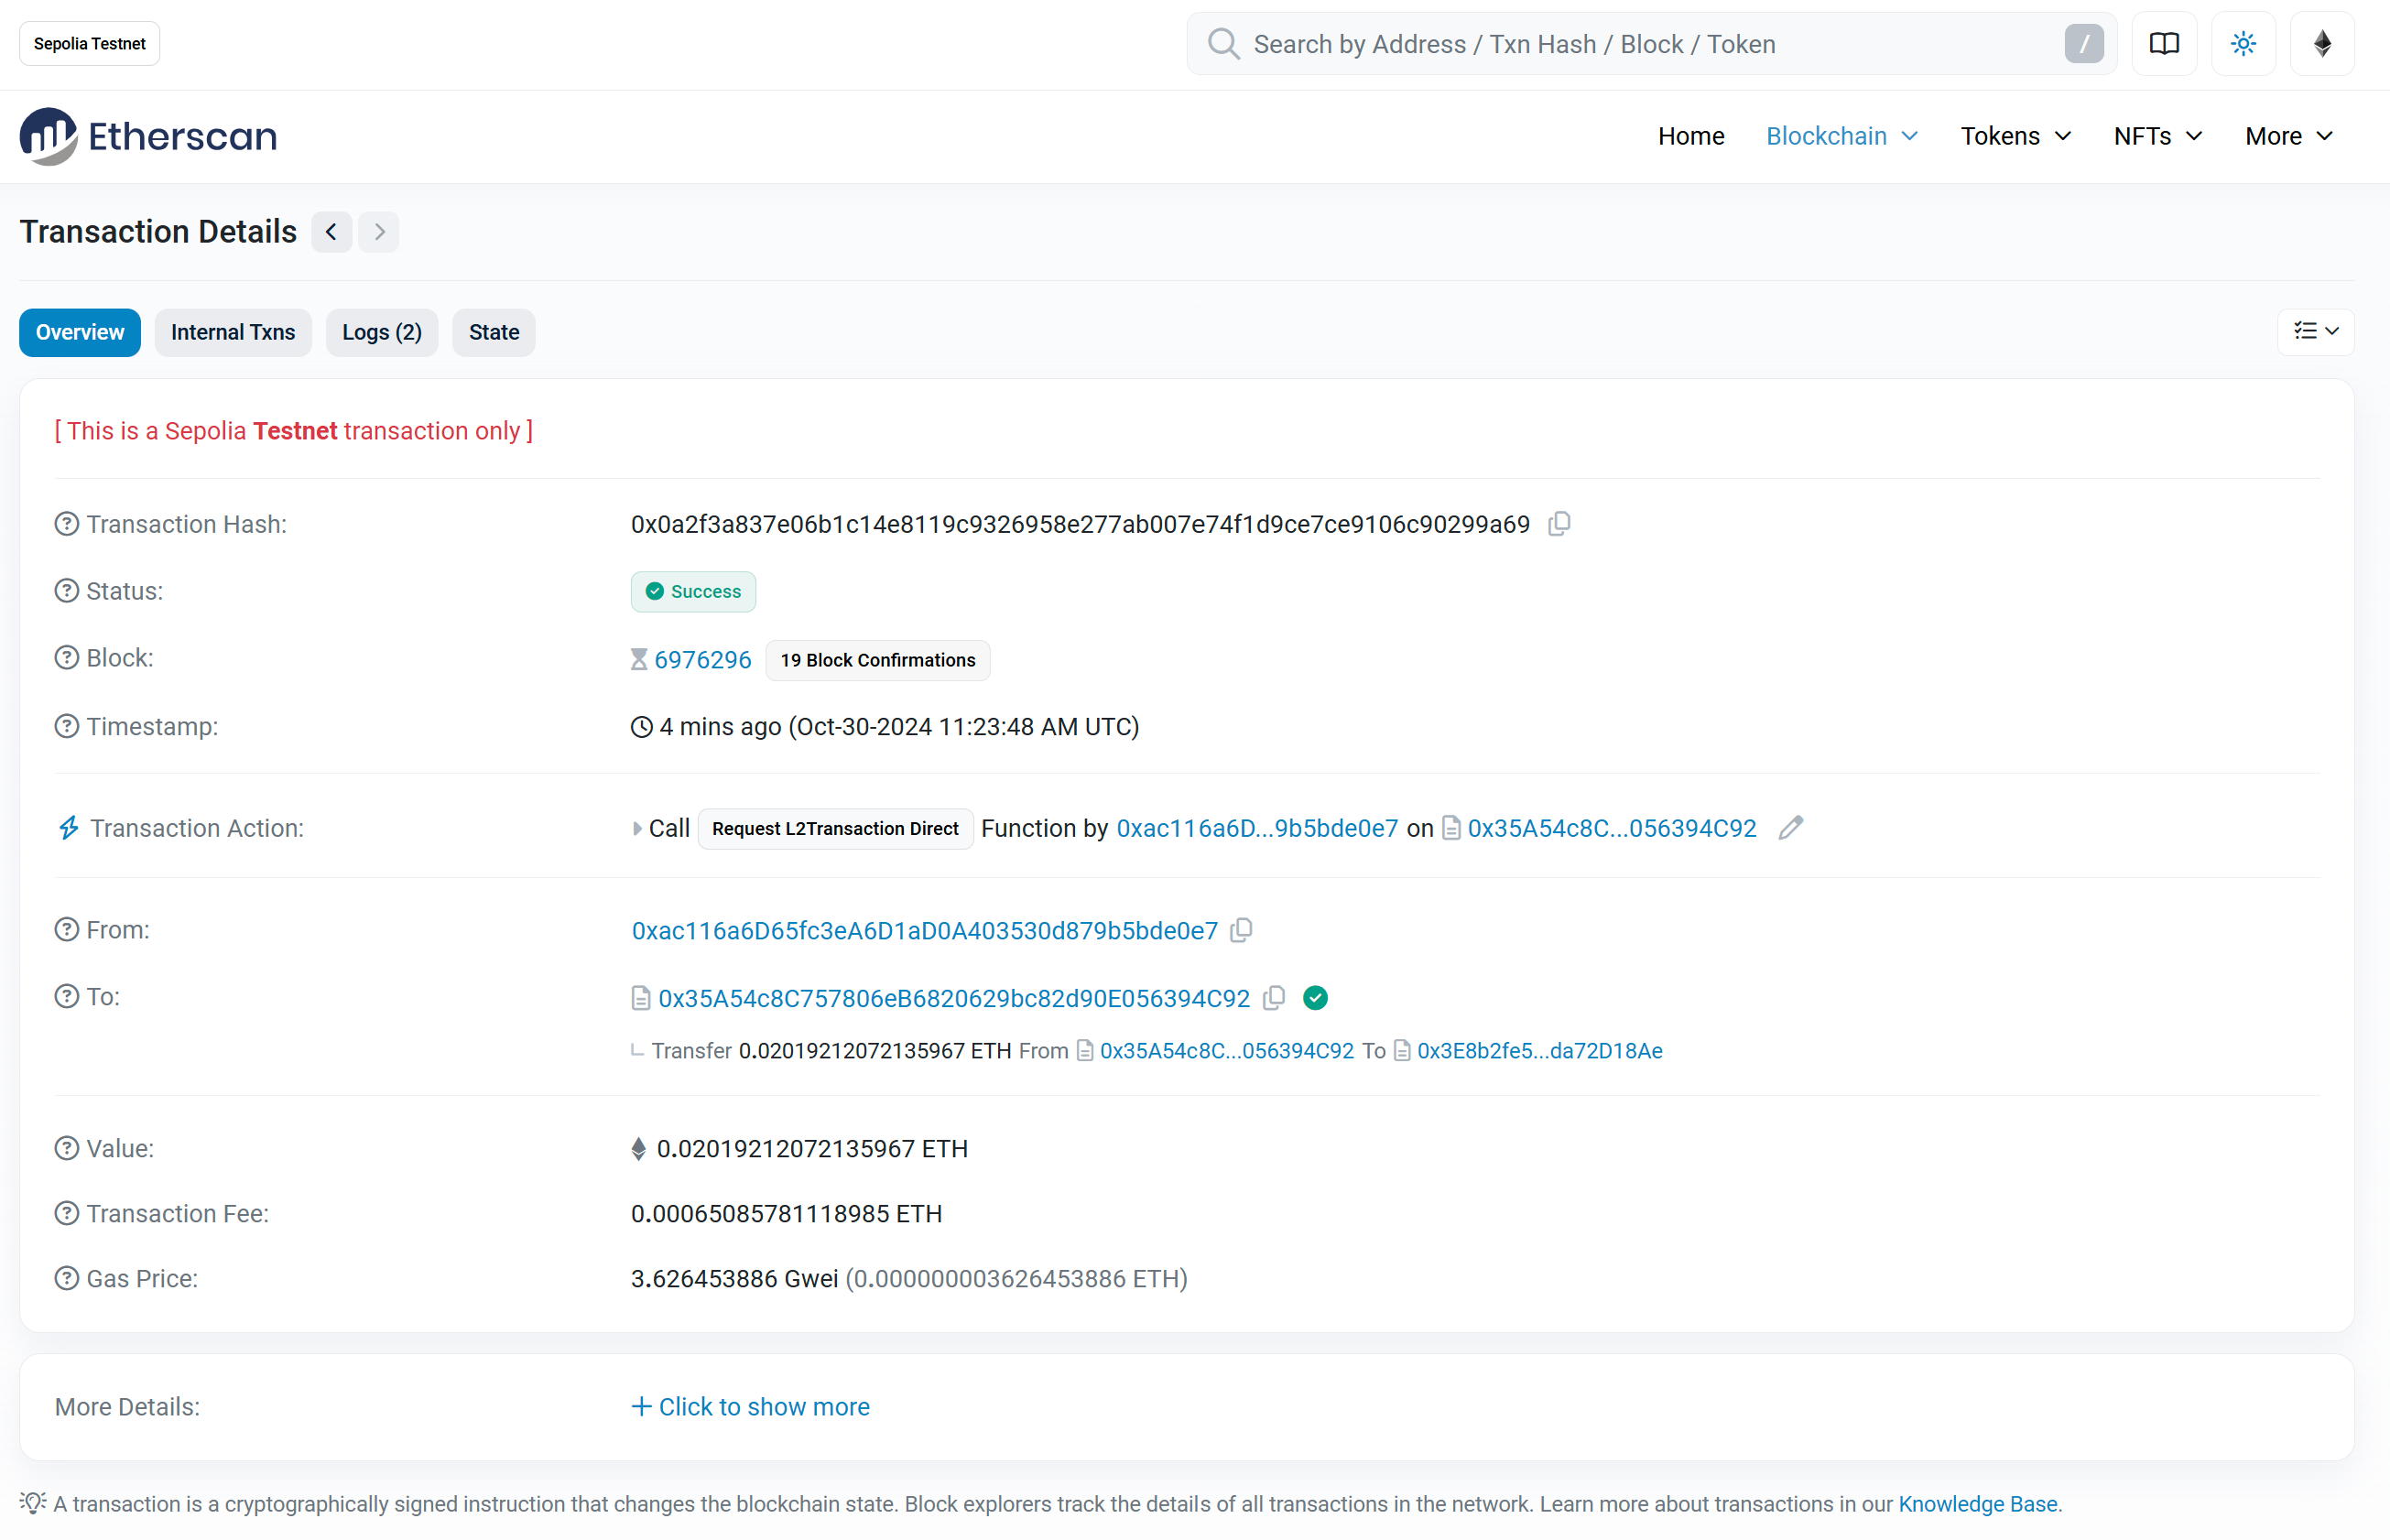 Sepolia Testnet
Search by Address / Txn Hash / Block / Token /
Etherscan
Home Blockchain Tokens NFTs More
Transaction Details
Overview Internal Txns Logs (2) State
[ This is a Sepolia Testnet transaction only ]
Transaction Hash: 0x0a2f3a837e06b1c14e8119c9326958e277ab007e74f1d9ce7ce9106c90299a69
Status: Success
Block: 6976296 19 Block Confirmations
Timestamp: 4 mins ago (Oct-30-2024 11:23:48 AM UTC)
Transaction Action: Call Request L2Transaction Direct Function by 0xac116a6D...9b5bde0e7 on 0x35A54c8C...056394C92
From: 0xac116a6D65fc3eA6D1aD0A403530d879b5bde0e7
To: 0x35A54c8C757806eB6820629bc82d90E056394C92
Transfer 0.02019212072135967 ETH From 0x35A54c8C...056394C92 To 0x3E8b2fe5...da72D18Ae
Value: 0.02019212072135967 ETH
Transaction Fee: 0.00065085781118985 ETH
Gas Price: 3.626453886 Gwei (0.000000003626453886 ETH)
More Details: + Click to show more
A transaction is a cryptographically signed instruction that changes the blockchain state. Block explorers track the details of all transactions in the network. Learn more about transactions in our Knowledge Base.